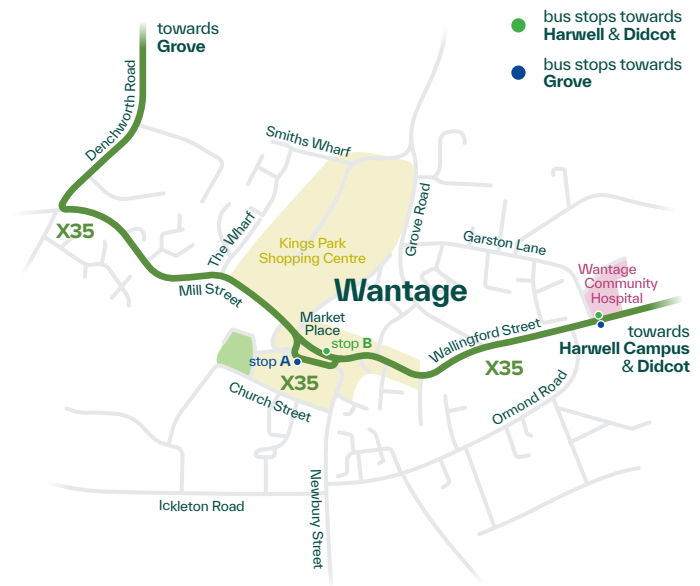 towards
Grove
bus stops towards
Harwell & Didcot
bus stops towards
Grove
Denchworth Road
Smiths Wharf
X35
The Wharf
Grove Road
Garston Lane
Kings Park
Shopping Centre
Mill Street
Wantage
Wantage
Community
Hospital
Market
Place
stop B
stop A
X35
Wallingford Street
X35
towards
Harwell Campus
& Didcot
Church Street
Ormond Road
Ickleton Road
Newbury Street